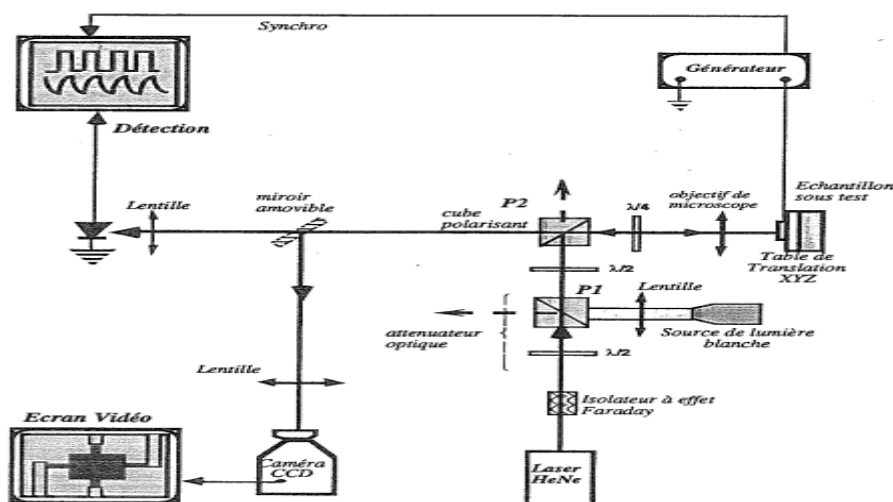 Synchro
Générateur
Détection
Lentille
miroir
amovible
P2
cube
polarisant
λ/4
objectif de
microscope
Echantillon
sous test
Table de
Translation
XYZ
λ/2
P1
Lentille
attenuateur
optique
Source de lumière
blanche
λ/2
Lentille
Isolateur à effet
Faraday
Ecran Vidéo
Caméra
CCD
Laser
HeNe